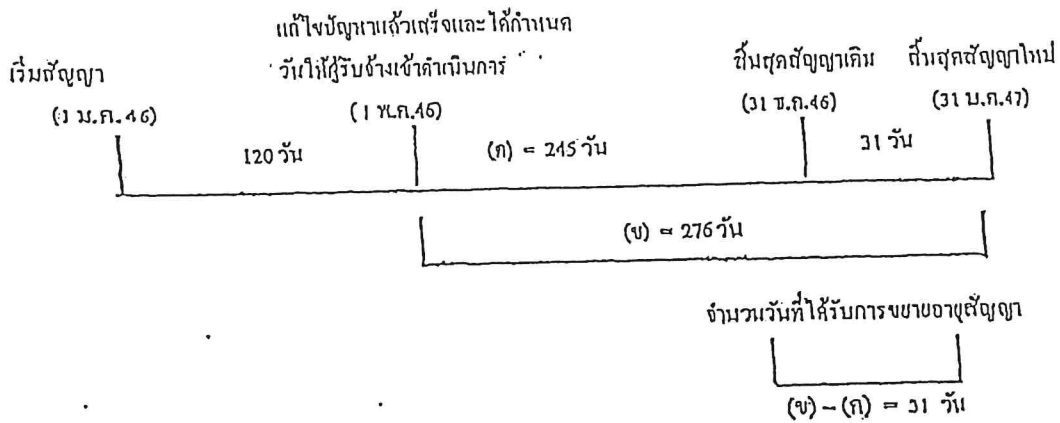 แก้ไขปัญหาแล้วเสร็จและได้กำหนด
วันให้ผู้รับจ้างเข้าดำเนินการ
เริ่มสัญญา
(1 ม.ค.46)
(1 พ.ค.46)
สิ้นสุดสัญญาเดิม
(31 ธ.ค.46)
สิ้นสุดสัญญาใหม่
(31 ม.ค.47)
120 วัน
(ก) = 245 วัน
31 วัน
(ข) = 276 วัน
จำนวนวันที่ได้รับการขยายอายุสัญญา
(ข) – (ก) = 31 วัน